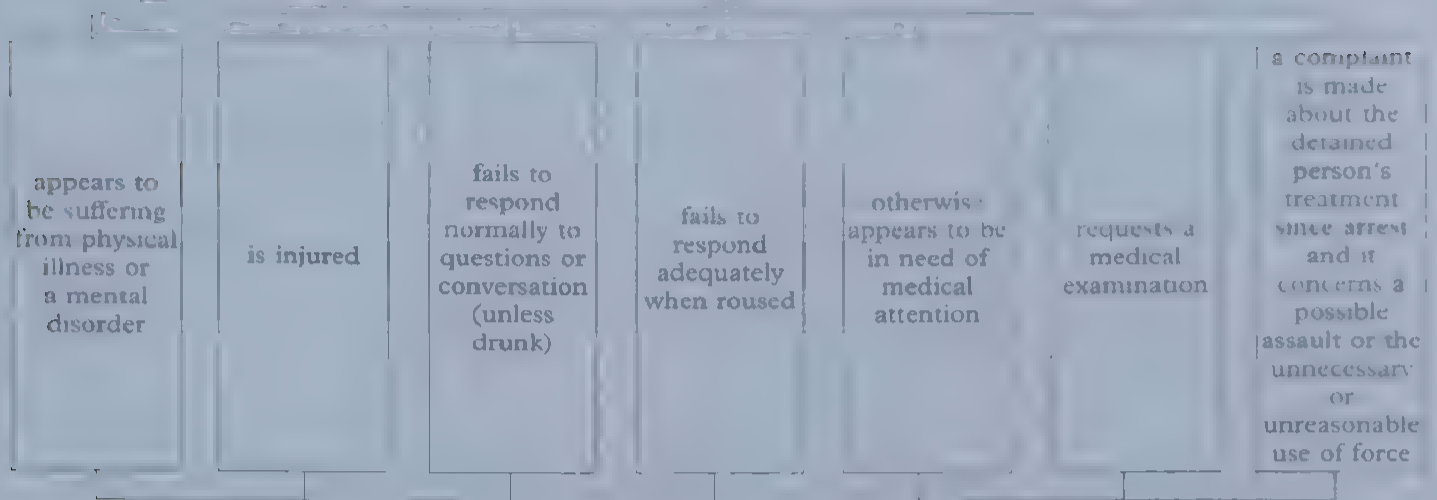 appears to
be suffering
from physical
illness or
a mental
disorder
is injured
fails to
respond
normally to
questions or
conversation
(unless
drunk)
fails to
respond
adequately
when roused
otherwise
appears to be
in need of
medical
attention
requests a
medical
examination
a complaint
is made
about the
detained
person's
treatment
since arrest
and it
concerns a
possible
assault or the
unnecessary
or
unreasonable
use of force